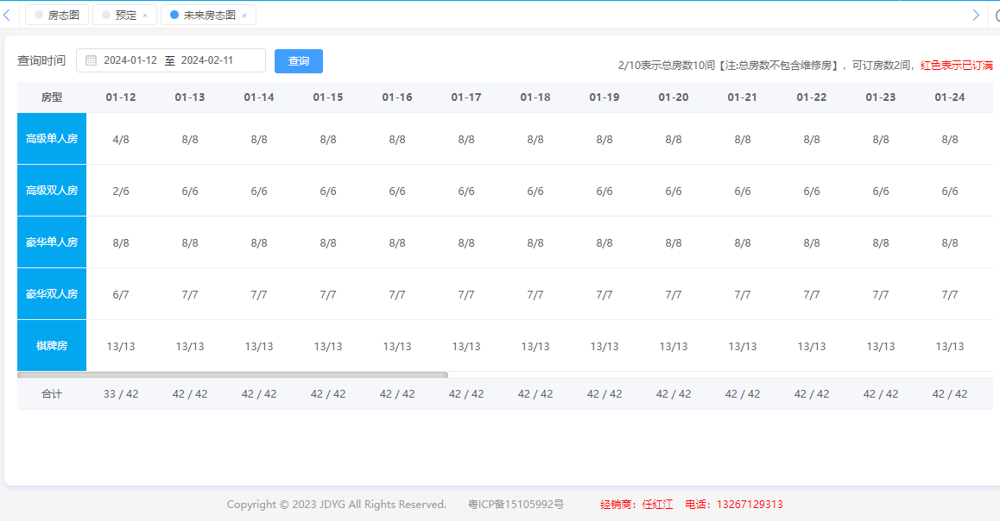 房态图 预定 × 未来房态图 ×
查询时间 2024-01-12 至 2024-02-11 查询
2/10表示总房数10间【注:总房数不包含维修房】，可订房数2间，红色表示已订满
房型 01-12 01-13 01-14 01-15 01-16 01-17 01-18 01-19 01-20 01-21 01-22 01-23 01-24
高级单人房 4/8 8/8 8/8 8/8 8/8 8/8 8/8 8/8 8/8 8/8 8/8 8/8 8/8
高级双人房 2/6 6/6 6/6 6/6 6/6 6/6 6/6 6/6 6/6 6/6 6/6 6/6 6/6
豪华单人房 8/8 8/8 8/8 8/8 8/8 8/8 8/8 8/8 8/8 8/8 8/8 8/8 8/8
豪华双人房 6/7 7/7 7/7 7/7 7/7 7/7 7/7 7/7 7/7 7/7 7/7 7/7 7/7
棋牌房 13/13 13/13 13/13 13/13 13/13 13/13 13/13 13/13 13/13 13/13 13/13 13/13 13/13
合计 33 / 42 42 / 42 42 / 42 42 / 42 42 / 42 42 / 42 42 / 42 42 / 42 42 / 42 42 / 42 42 / 42 42 / 42 42 / 42
Copyright © 2023 JDYG All Rights Reserved. 粤ICP备15105992号 经销商：任红江 电话：13267129313